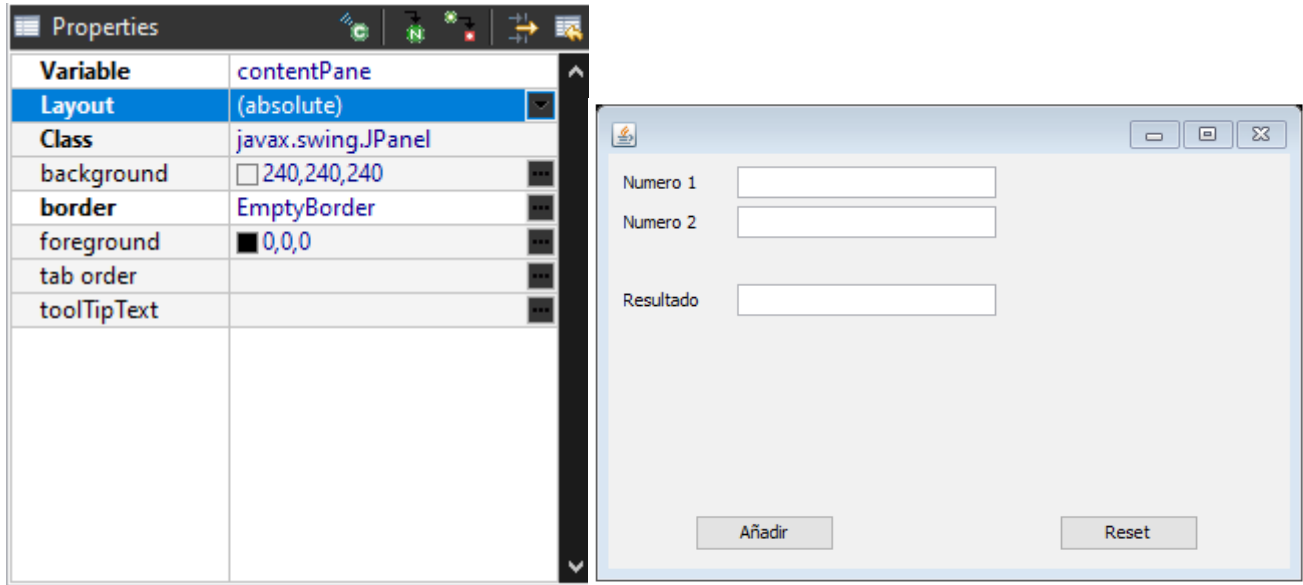 Properties
Variable contentPane
Layout (absolute)
Class javax.swing.JPanel
background 240,240,240
border EmptyBorder
foreground 0,0,0
tab order
toolTipText
Numero 1
Numero 2
Resultado
Añadir Reset